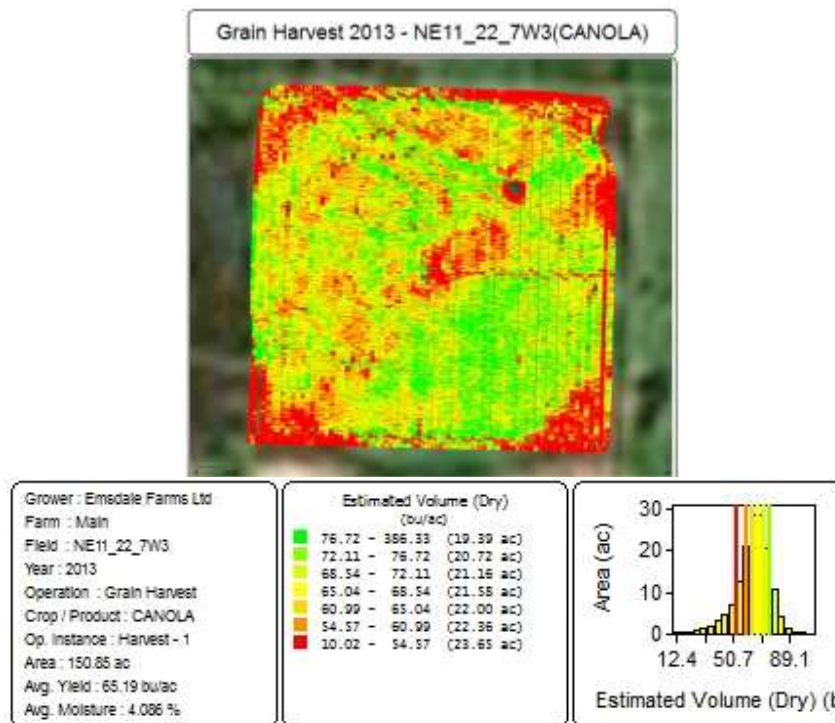 Grain Harvest 2013 - NE11_22_7W3(CANOLA)
Grower : Emsdale Farms Ltd
Farm : Main
Field : NE11_22_7W3
Year : 2013
Operation : Grain Harvest
Crop / Product : CANOLA
Op. Instance : Harvest - 1
Area : 150.85 ac
Avg. Yield : 65.19 bu/ac
Avg. Moisture : 4.086 %
Estimated Volume (Dry)
(bu/ac)
76.72 - 386.33 (19.39 ac)
72.11 - 76.72 (20.72 ac)
68.54 - 72.11 (21.16 ac)
65.04 - 68.54 (21.58 ac)
60.99 - 65.04 (22.00 ac)
54.57 - 60.99 (22.36 ac)
10.02 - 54.57 (23.65 ac)
Area (ac)
30
20
10
0
12.4 50.7 89.1
Estimated Volume (Dry) (b